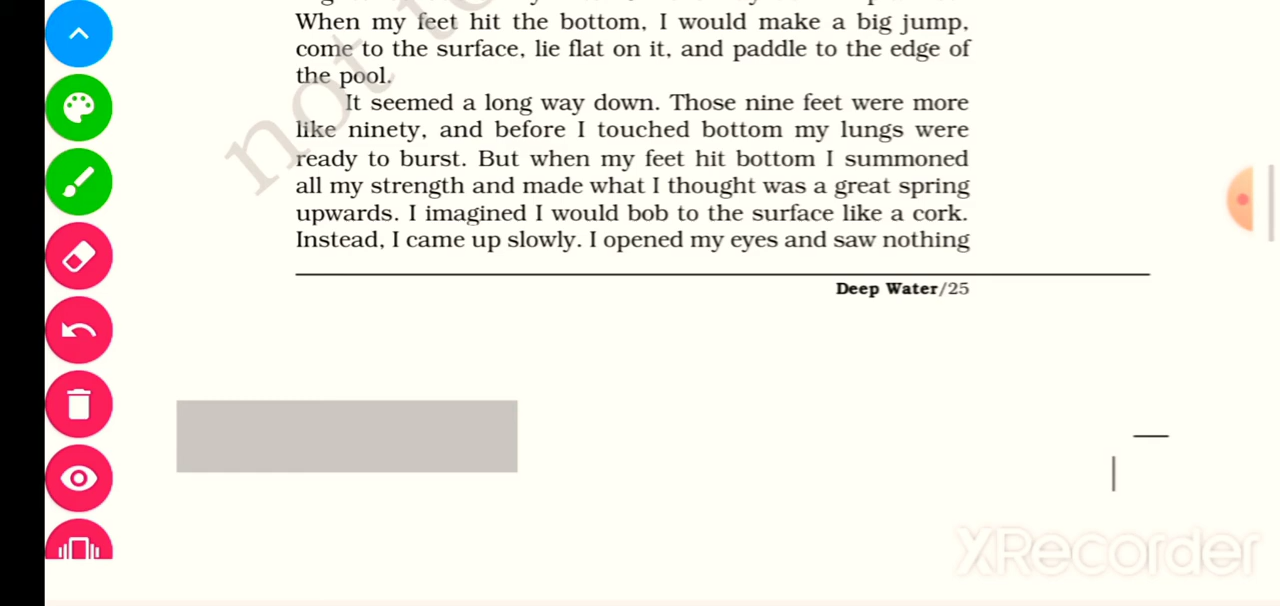 When my feet hit the bottom, I would make a big jump,
come to the surface, lie flat on it, and paddle to the edge of
the pool.
It seemed a long way down. Those nine feet were more
like ninety, and before I touched bottom my lungs were
ready to burst. But when my feet hit bottom I summoned
all my strength and made what I thought was a great spring
upwards. I imagined I would bob to the surface like a cork.
Instead, I came up slowly. I opened my eyes and saw nothing
Deep Water/25
not
XRecorder